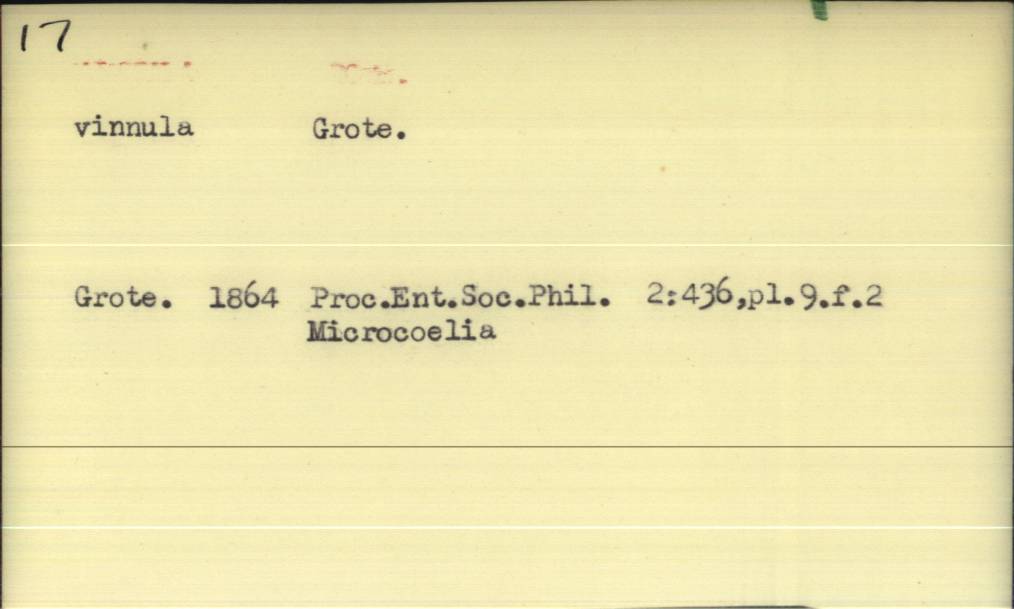 17
vinnula Grote.
Grote. 1864 Proc.Ent.Soc.Phil. 2:436,pl.9.f.2
Microcoelia